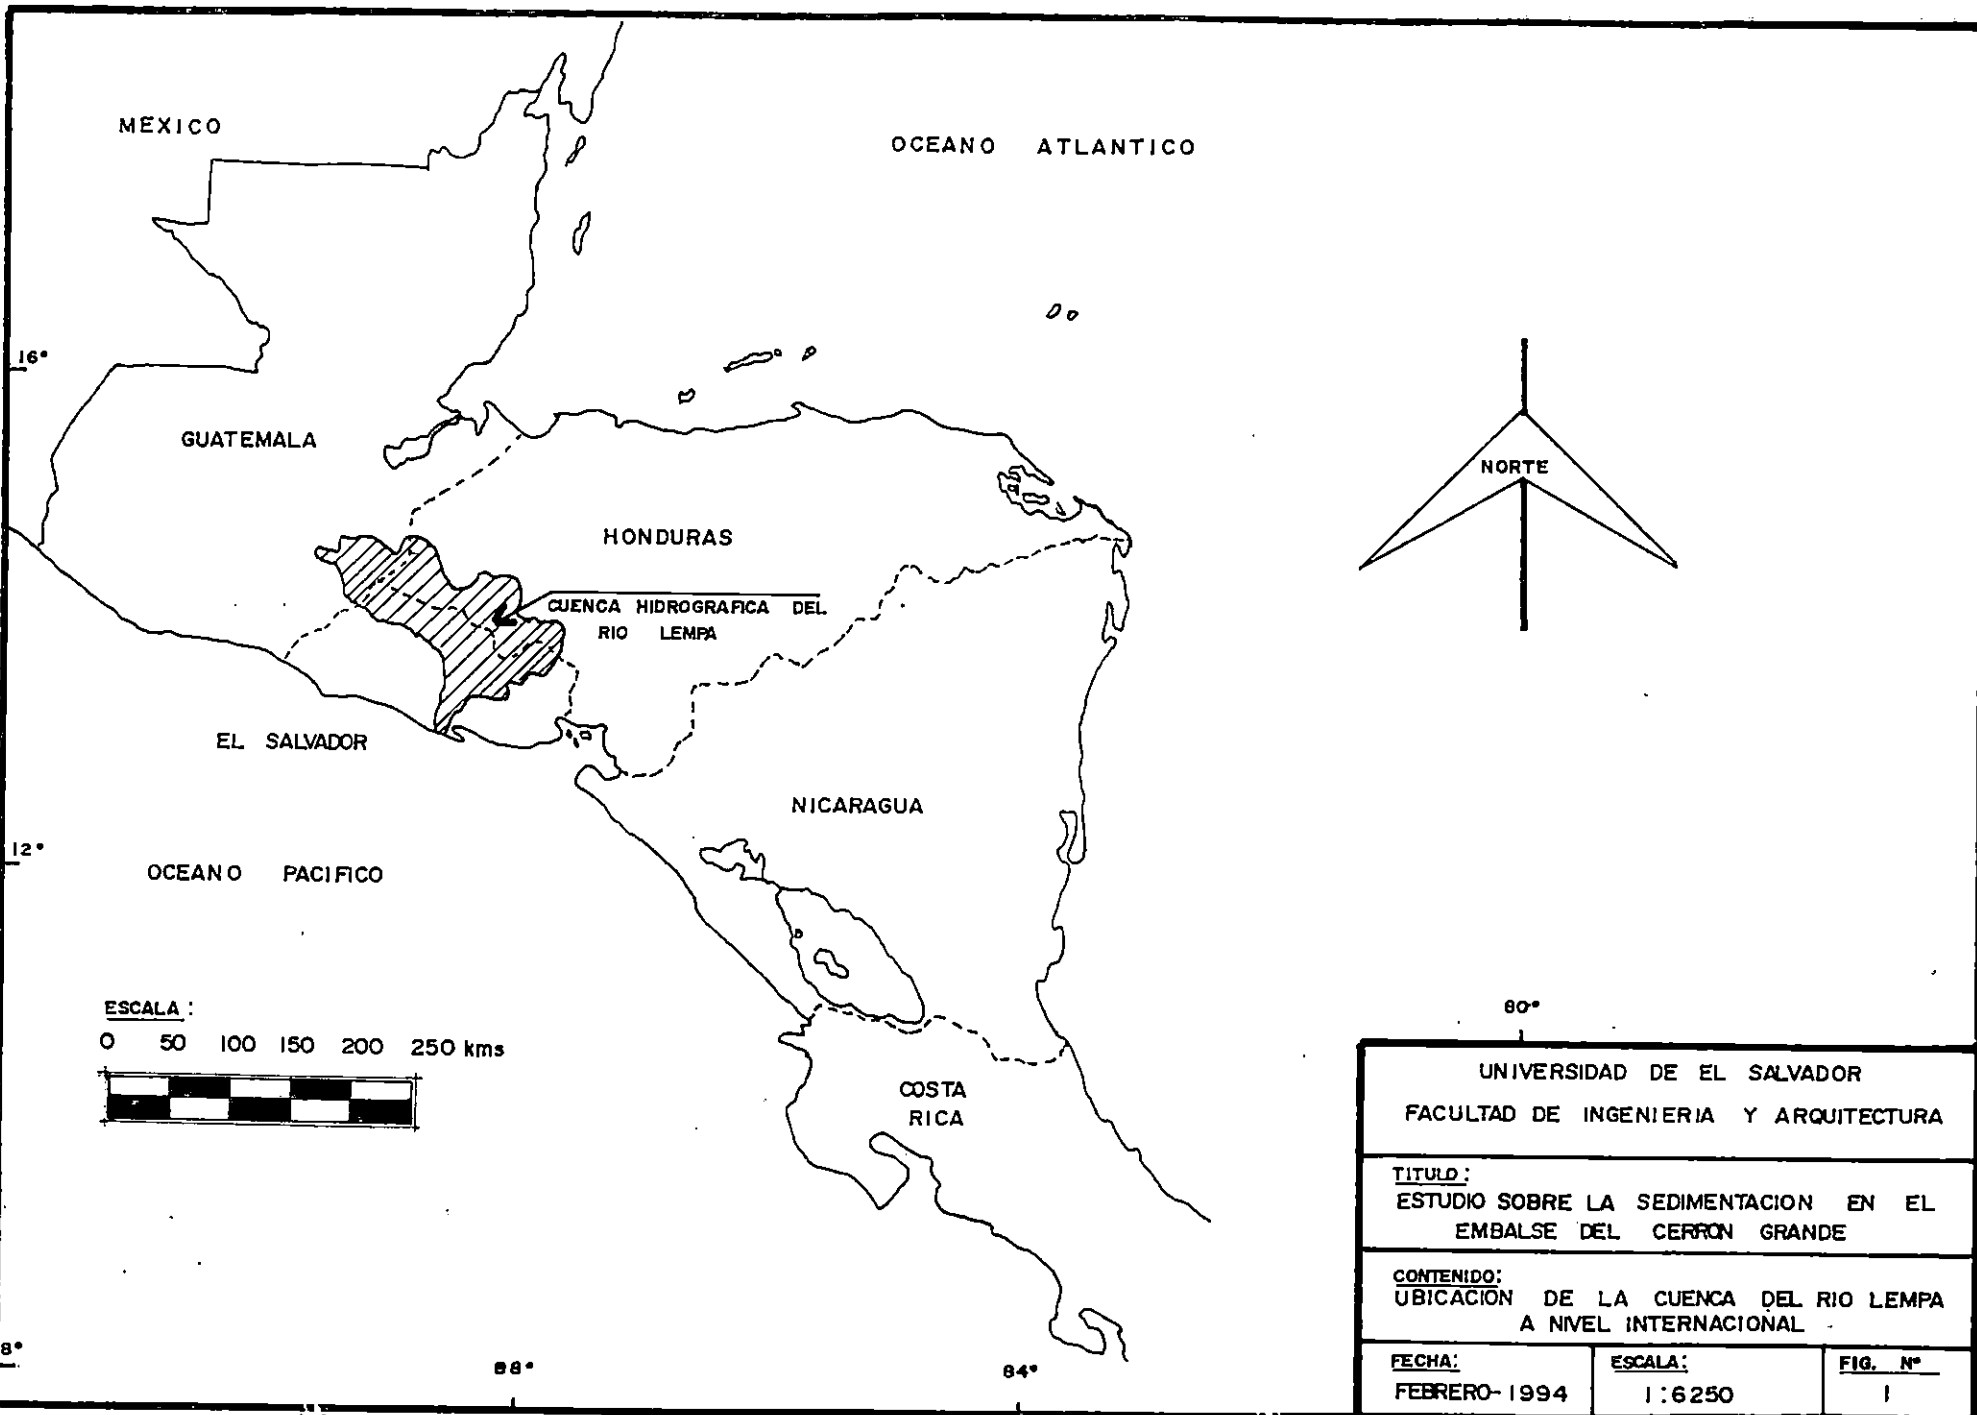 MEXICO
OCEANO ATLANTICO
16°
GUATEMALA
NORTE
HONDURAS
CUENCA HIDROGRAFICA DEL
RIO LEMPA
EL SALVADOR
NICARAGUA
12°
OCEANO PACIFICO
ESCALA:
0 50 100 150 200 250 kms
COSTA
RICA
80°
8°
88°
84°
UNIVERSIDAD DE EL SALVADOR
FACULTAD DE INGENIERIA Y ARQUITECTURA
TITULO:
ESTUDIO SOBRE LA SEDIMENTACION EN EL
EMBALSE DEL CERRON GRANDE
CONTENIDO:
UBICACION DE LA CUENCA DEL RIO LEMPA
A NIVEL INTERNACIONAL
FECHA:
FEBRERO-1994
ESCALA:
1:6250
FIG. N°
1